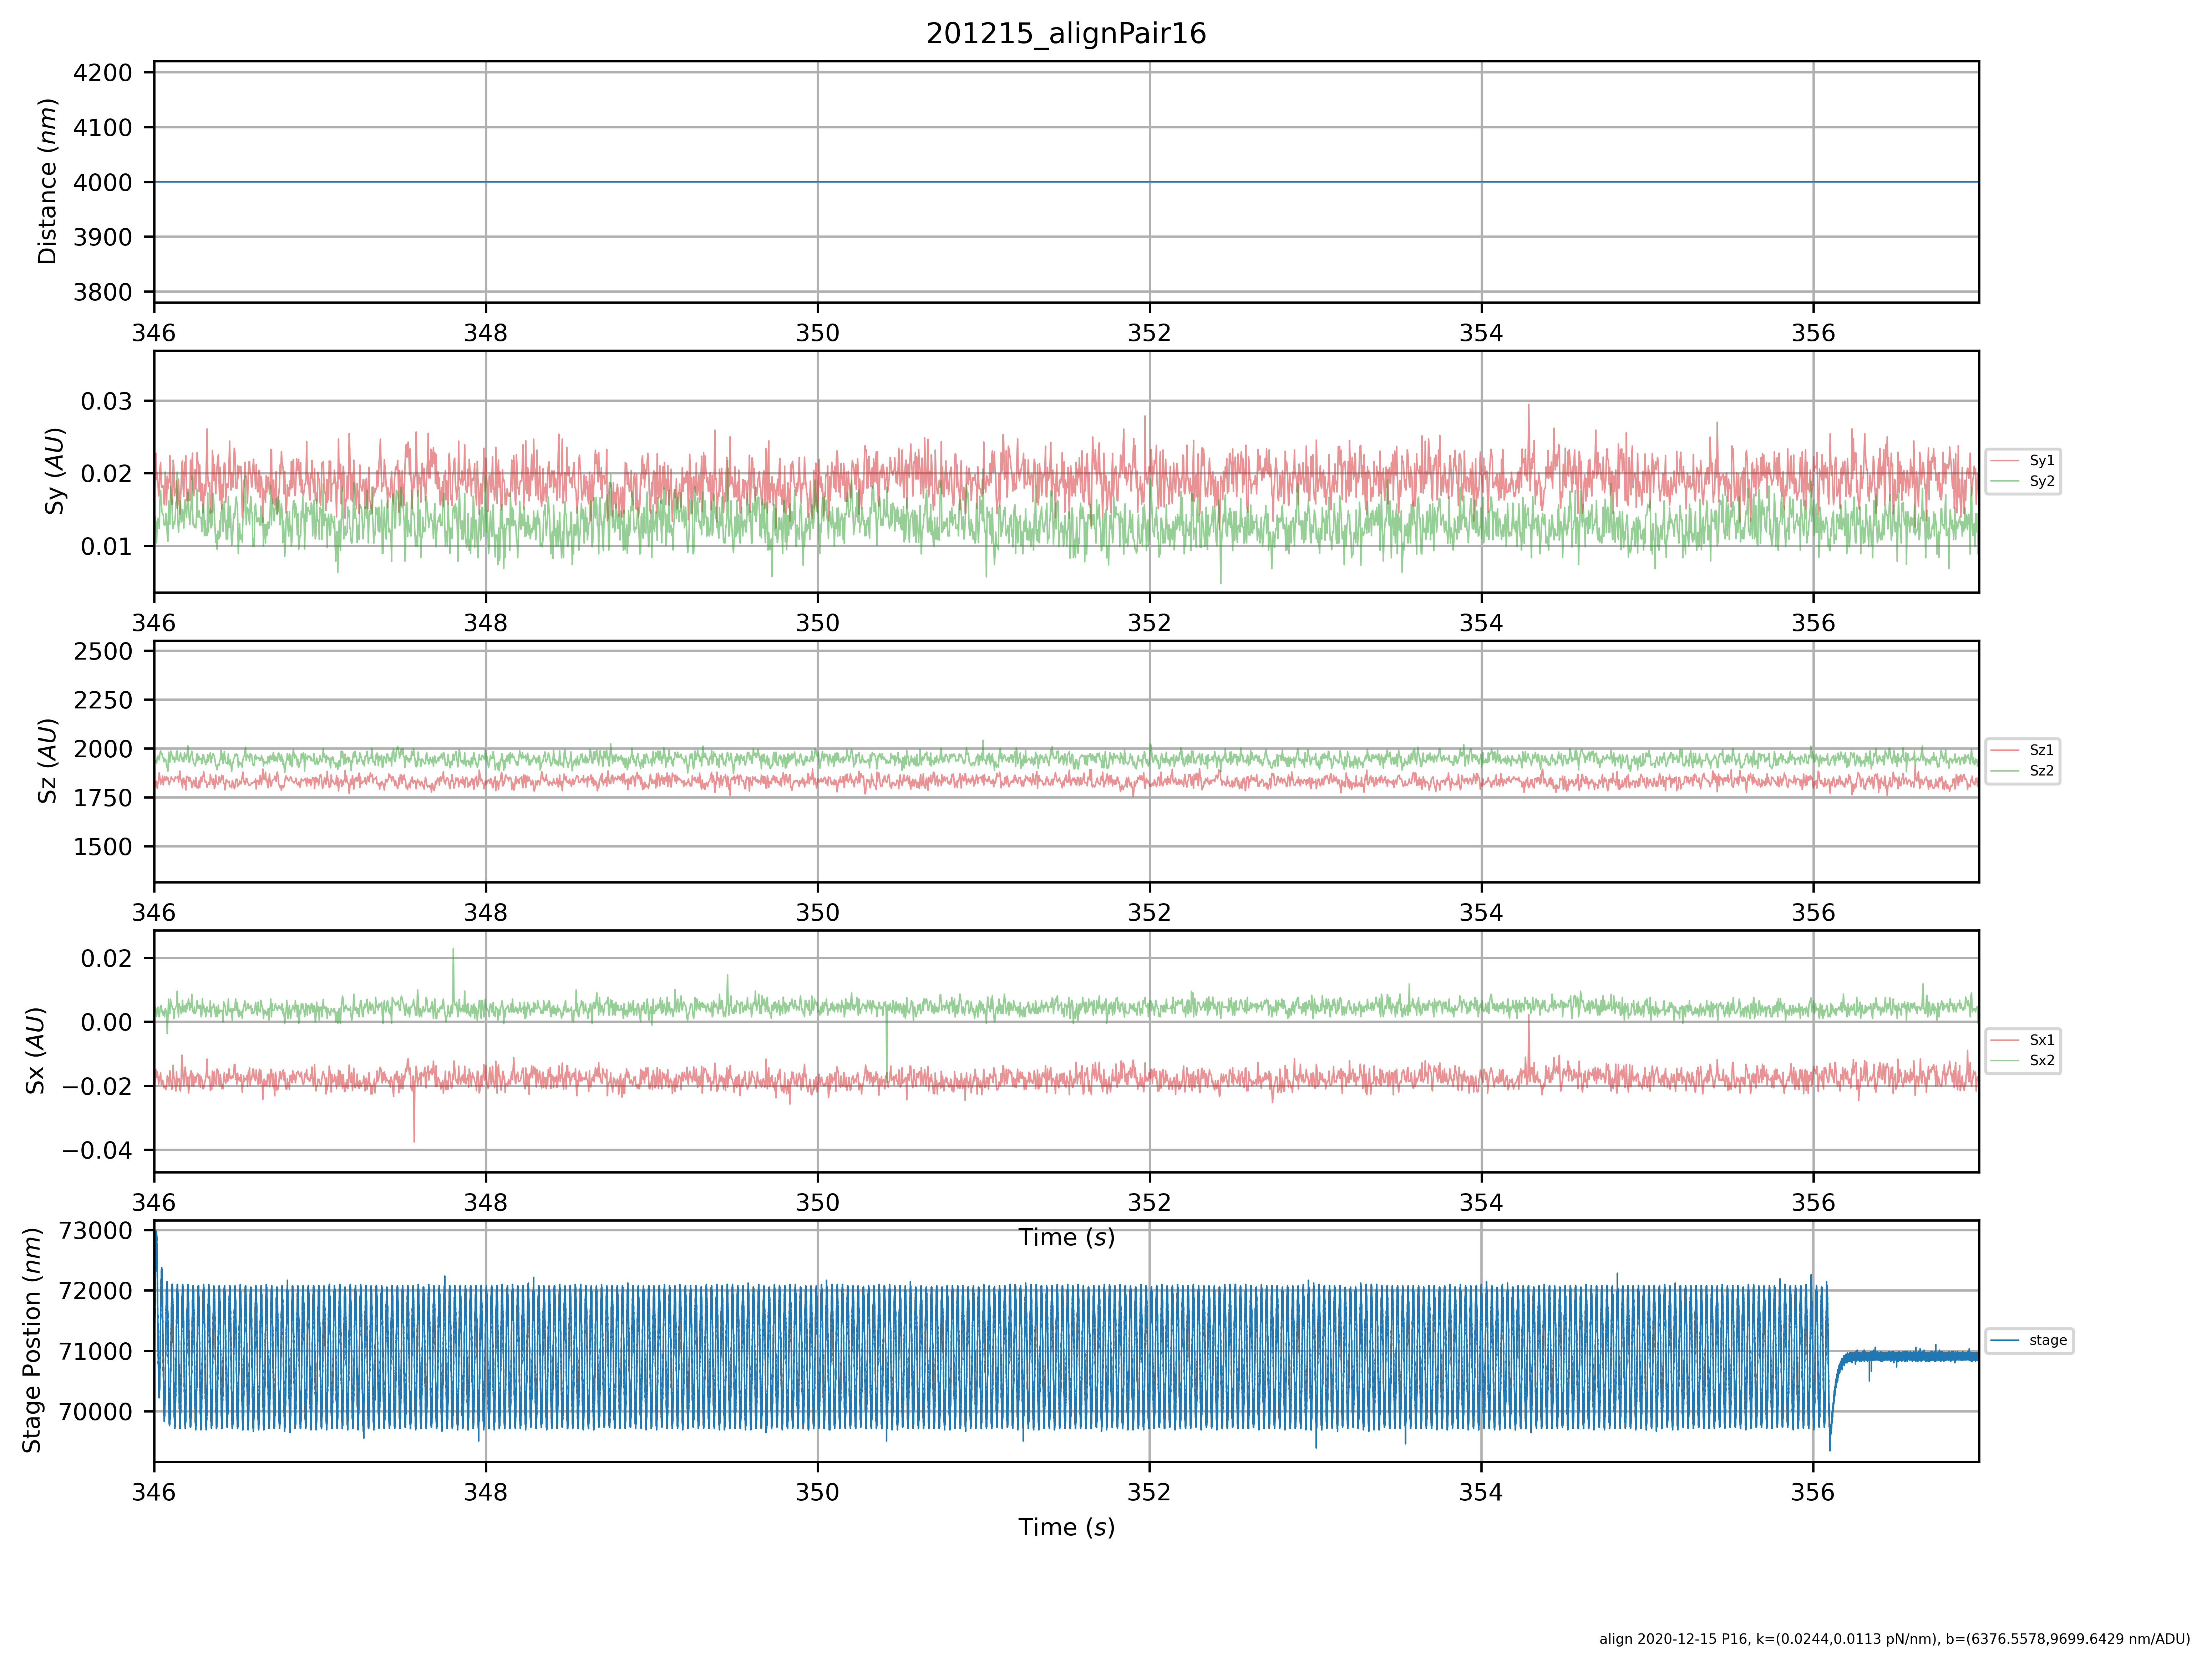 201215_alignPair16
4200
4100
4000
3900
3800
Distance (nm)
346 348 350 352 354 356
0.03
0.02
0.01
Sy (AU)
Sy1
Sy2
346 348 350 352 354 356
2500
2250
2000
1750
1500
Sz (AU)
Sz1
Sz2
346 348 350 352 354 356
0.02
0.00
−0.02
−0.04
Sx (AU)
Sx1
Sx2
346 348 350 352 354 356
Time (s)
73000
72000
71000
70000
Stage Postion (nm)
stage
346 348 350 352 354 356
Time (s)
align 2020-12-15 P16, k=(0.0244,0.0113 pN/nm), b=(6376.5578,9699.6429 nm/ADU)